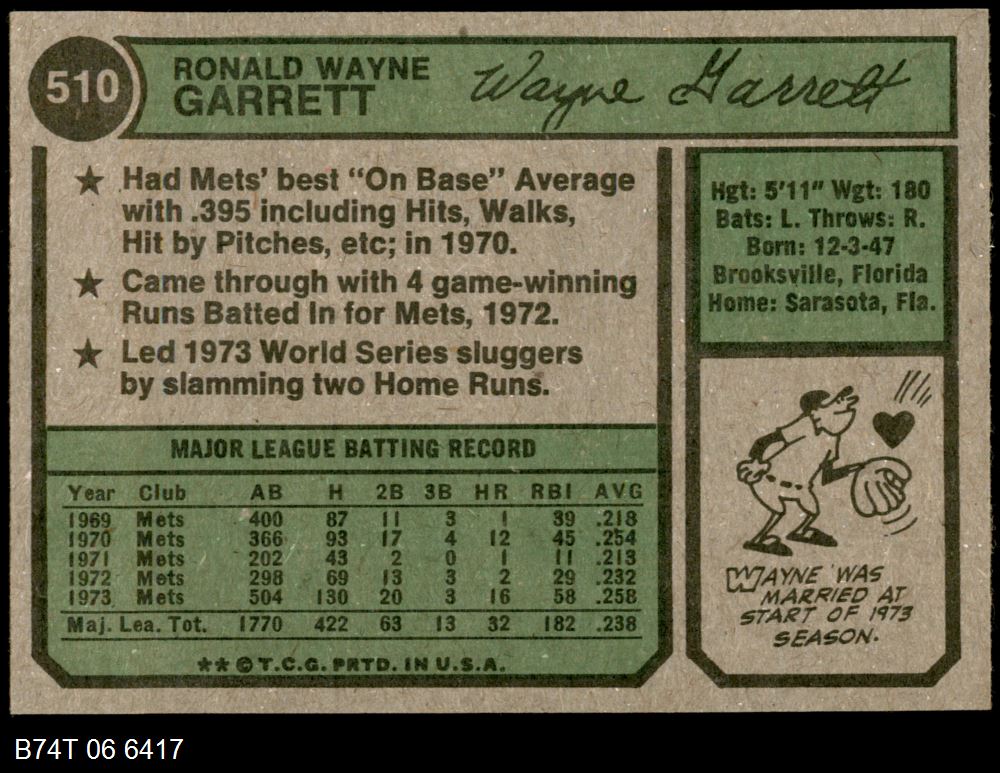 510
RONALD WAYNE
GARRETT
Wayne Garrett
★ Had Mets' best "On Base" Average
with .395 including Hits, Walks,
Hit by Pitches, etc; in 1970.
★ Came through with 4 game-winning
Runs Batted In for Mets, 1972.
★ Led 1973 World Series sluggers
by slamming two Home Runs.
Hgt: 5'11" Wgt: 180
Bats: L. Throws: R.
Born: 12-3-47
Brooksville, Florida
Home: Sarasota, Fla.
MAJOR LEAGUE BATTING RECORD
Year Club AB H 2B 3B HR RBI AVG
1969 Mets 400 87 11 3 1 39 .218
1970 Mets 366 93 17 4 12 45 .254
1971 Mets 202 43 2 0 1 11 .213
1972 Mets 298 69 13 3 2 29 .232
1973 Mets 504 130 20 3 16 58 .258
Maj. Lea. Tot. 1770 422 63 13 32 182 .238
** © T.C.G. PRTD. IN U.S.A.
WAYNE WAS
MARRIED AT
START OF 1973
SEASON.
B74T 06 6417